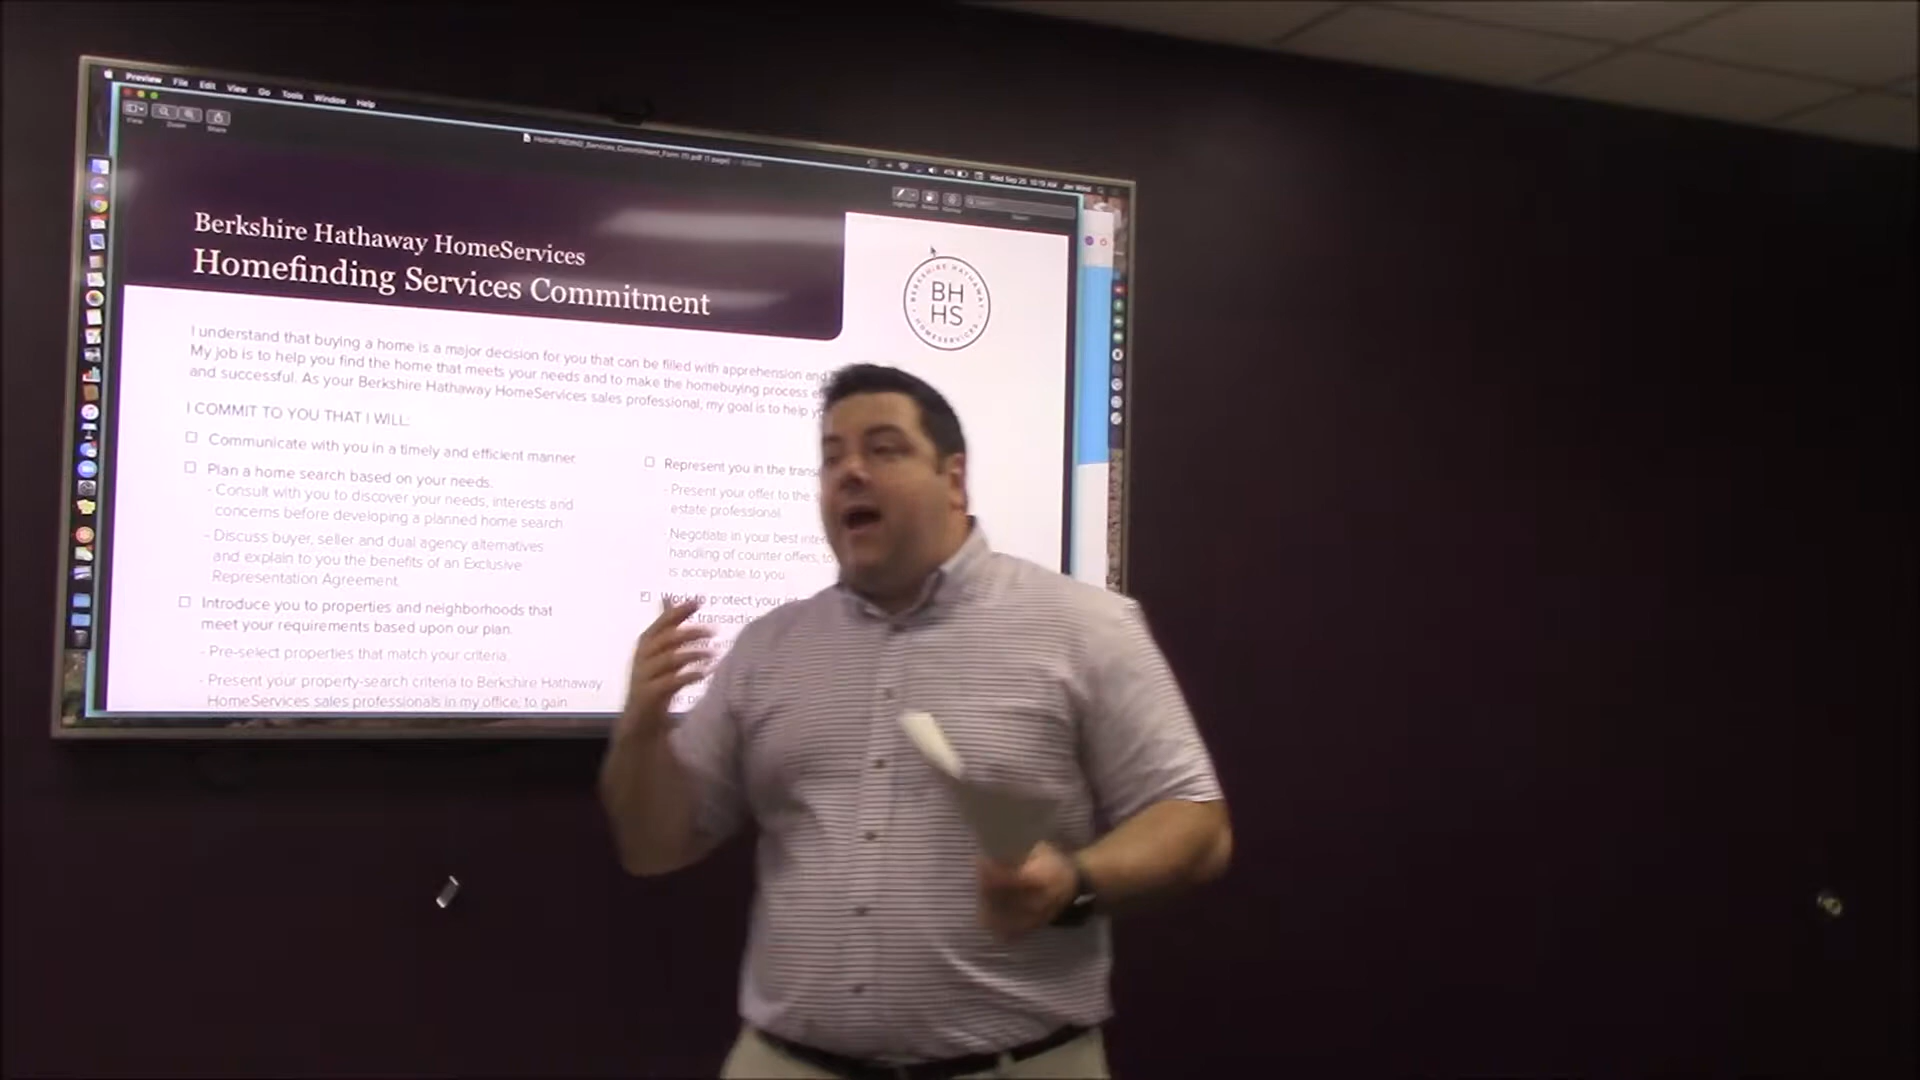 Preview File Edit View Go Tools Window Help
View Zoom Share
Berkshire Hathaway HomeServices
Homefinding Services Commitment
BERKSHIRE HATHAWAY
BH
HS
HOMESERVICES
I understand that buying a home is a major decision for you that can be filled with apprehension and
My job is to help you find the home that meets your needs and to make the homebuying process
and successful. As your Berkshire Hathaway HomeServices sales professional, my goal is to help
I COMMIT TO YOU THAT I WILL:
Communicate with you in a timely and efficient manner
Plan a home search based on your needs.
- Consult with you to discover your needs, interests and
concerns before developing a planned home search
- Discuss buyer, seller and dual agency alternatives
and explain to you the benefits of an Exclusive
Representation Agreement
Introduce you to properties and neighborhoods that
meet your requirements based upon our plan.
- Pre-select properties that match your criteria.
- Present your property-search criteria to Berkshire Hathaway
HomeServices sales professionals in my office, to gain
Represent you in the
- Present your offer to the
estate professional
- Negotiate in your best
handling of counter offers, to
is acceptable to you
Work to protect your
transaction